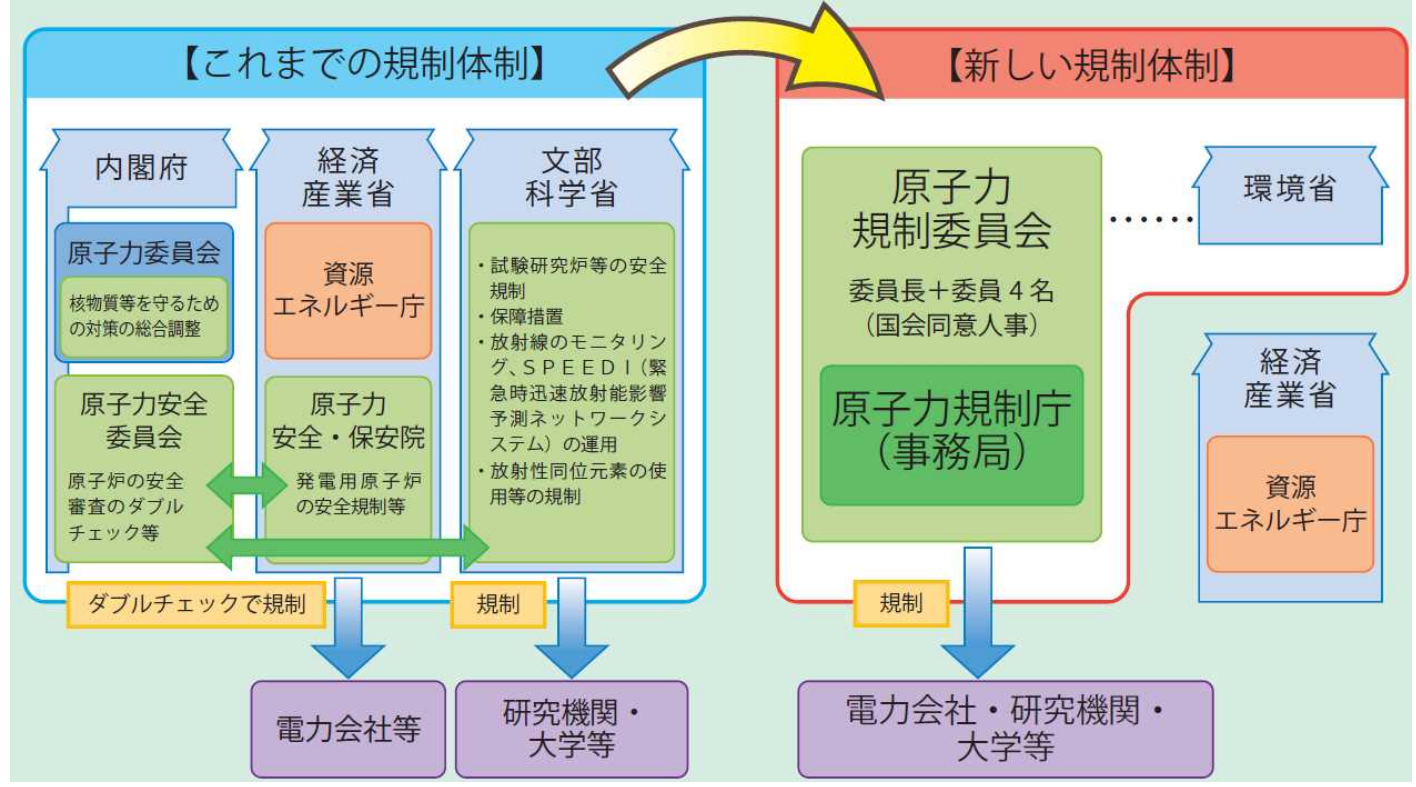 【これまでの規制体制】
内閣府
原子力委員会
核物質等を守るため
の対策の総合調整
原子力安全
委員会
原子炉の安全
審査のダブル
チェック等
経済
産業省
資源
エネルギー庁
原子力
安全・保安院
発電用原子炉
の安全規制等
文部
科学省
・試験研究炉等の安全
規制
・保障措置
・放射線のモニタリン
グ、ＳＰＥＥＤＩ（緊
急時迅速放射能影響
予測ネットワークシ
ステム）の運用
・放射性同位元素の使
用等の規制
ダブルチェックで規制
規制
電力会社等
研究機関・
大学等
【新しい規制体制】
原子力
規制委員会
委員長＋委員４名
（国会同意人事）
原子力規制庁
（事務局）
……
環境省
経済
産業省
資源
エネルギー庁
規制
電力会社・研究機関・
大学等